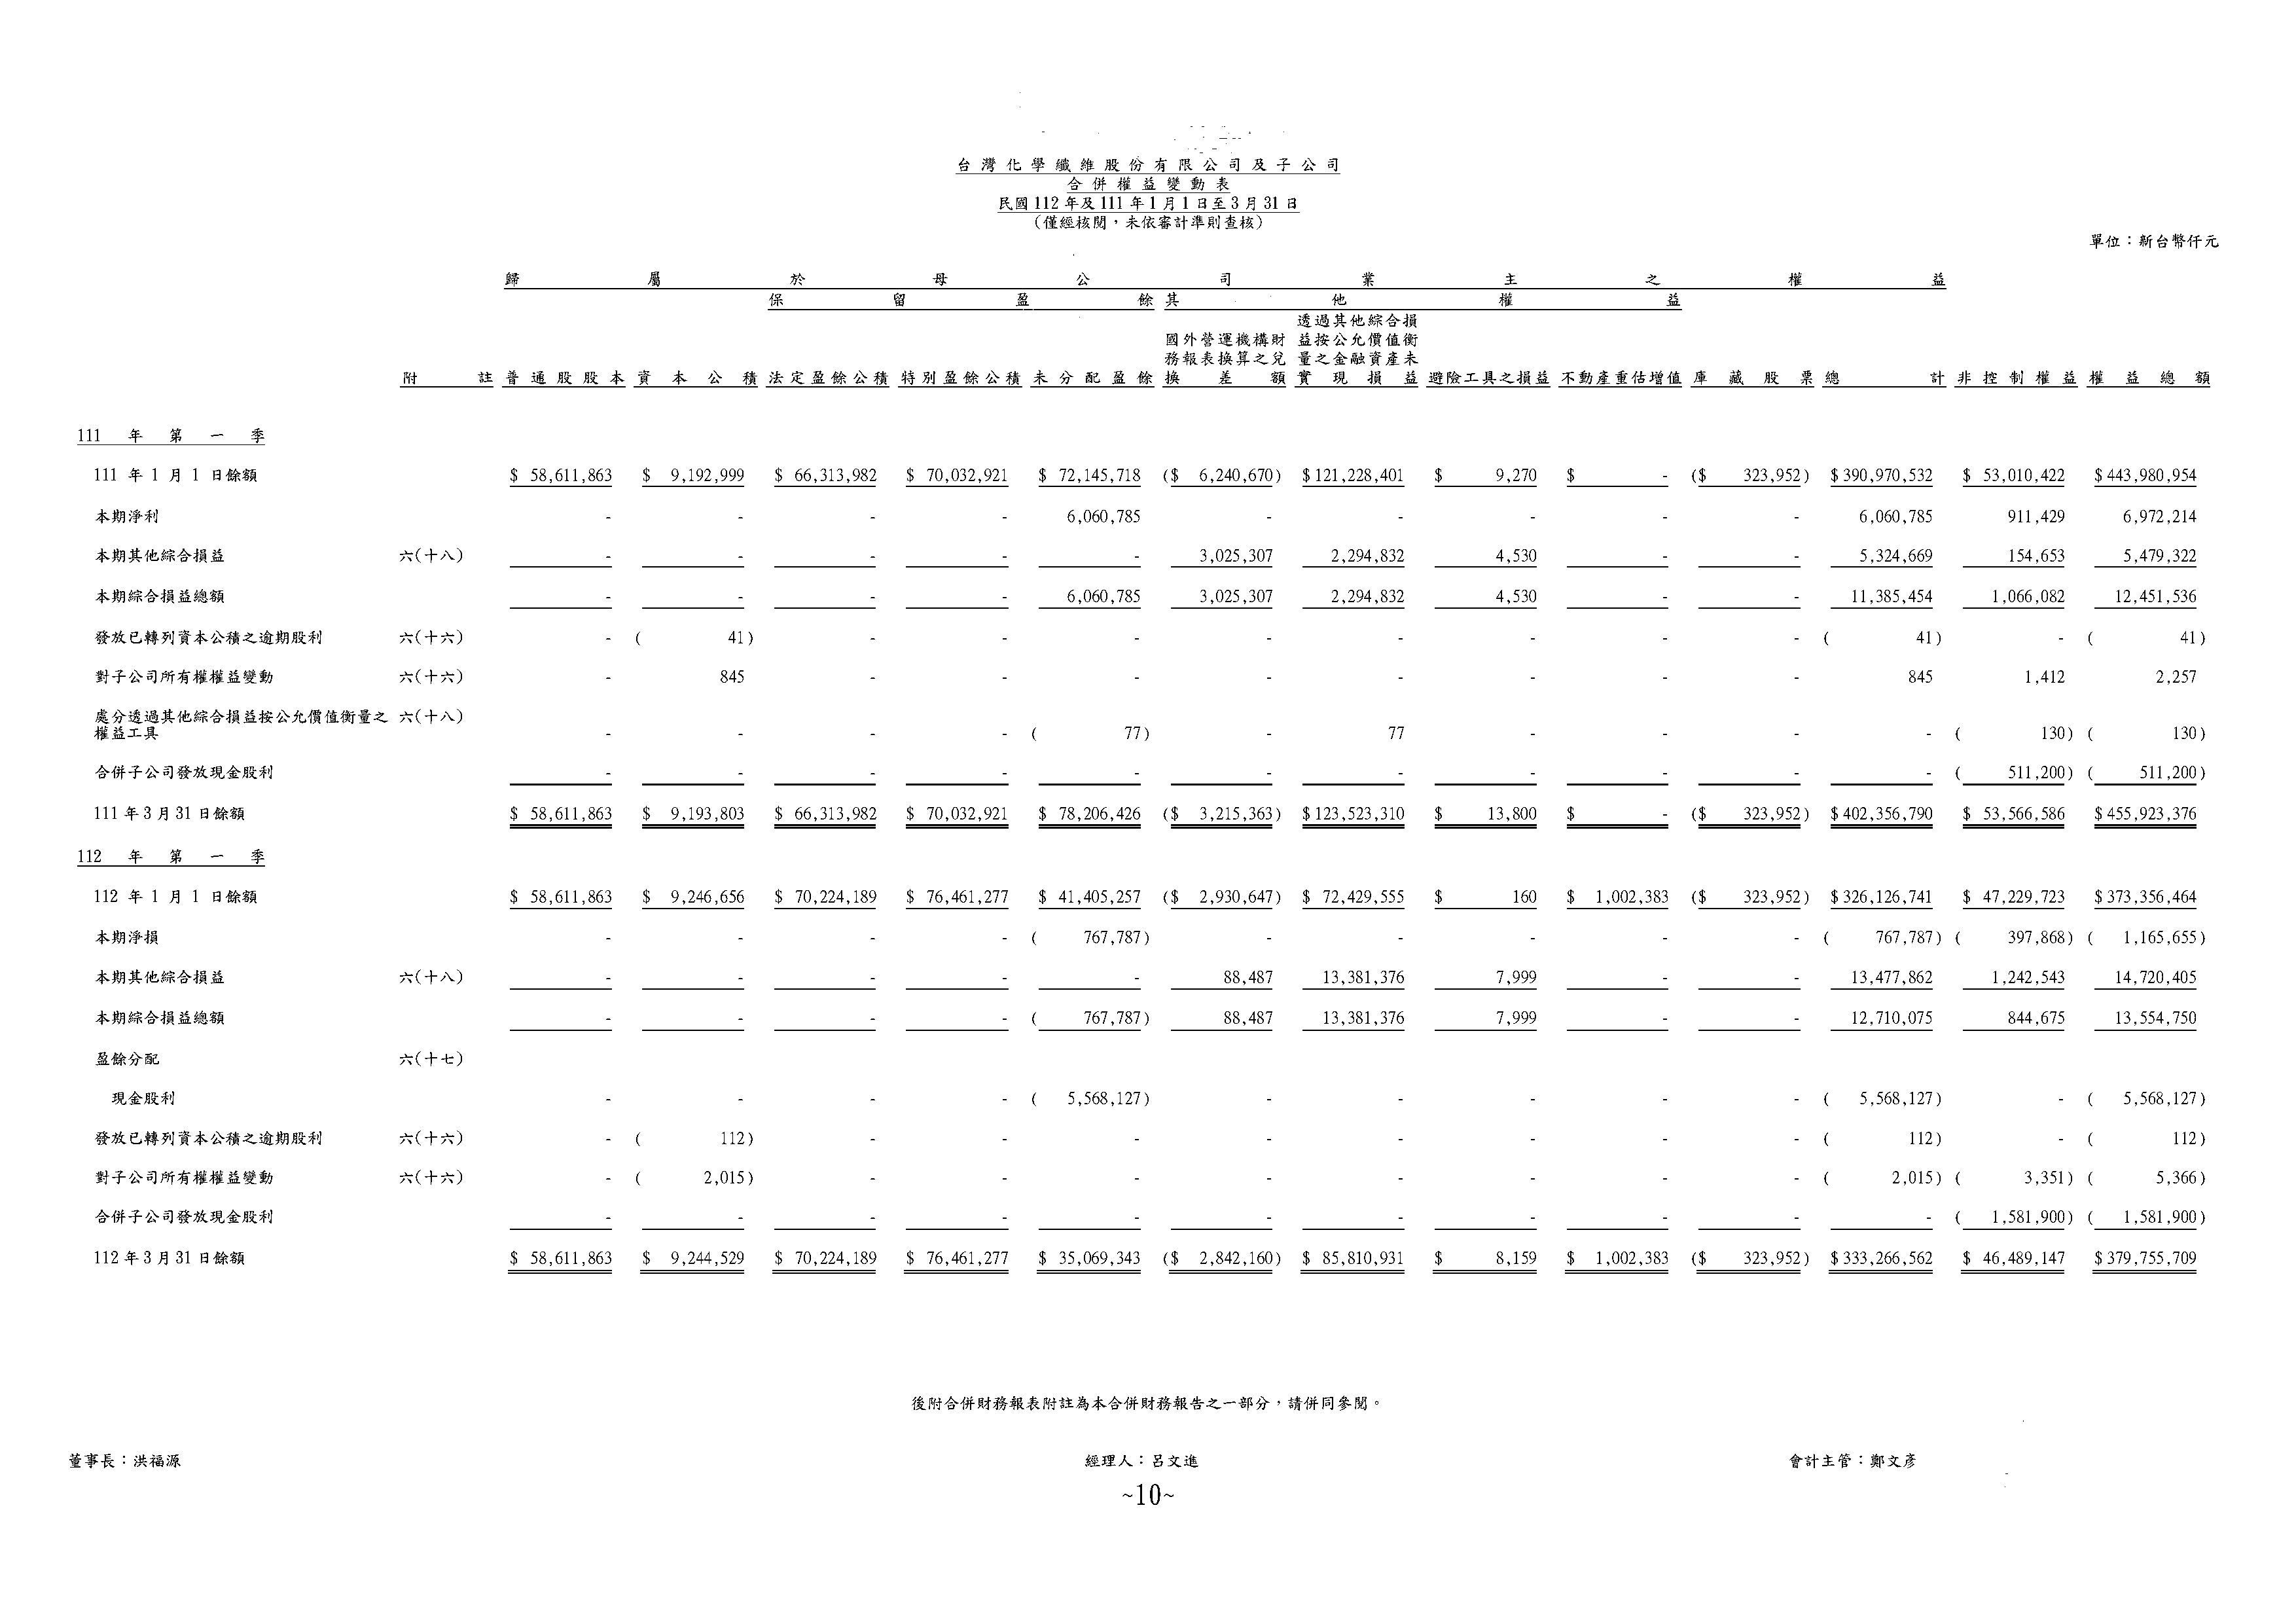 台灣化學纖維股份有限公司及子公司
合併權益變動表
民國112年及111年1月1日至3月31日
(僅經核閱,未依審計準則查核)
單位:新台幣仟元
歸屬於母公司業主之權益
保留盈餘 其他權益
透過其他綜合損
國外營運機構財 益按公允價值衡
務報表換算之兌 量之金融資產未
附註 普通股股本 資本公積 法定盈餘公積 特別盈餘公積 未分配盈餘 換差額 實現損益 避險工具之損益 不動產重估增值 庫藏股票 總計 非控制權益 權益總額
111年第一季
111年1月1日餘額 $ 58,611,863 $ 9,192,999 $ 66,313,982 $ 70,032,921 $ 72,145,718 ($ 6,240,670) $121,228,401 $ 9,270 $ - ($ 323,952) $390,970,532 $ 53,010,422 $443,980,954
本期淨利 - - - - 6,060,785 - - - - - 6,060,785 911,429 6,972,214
本期其他綜合損益 六(十八) - - - - - 3,025,307 2,294,832 4,530 - - 5,324,669 154,653 5,479,322
本期綜合損益總額 - - - - 6,060,785 3,025,307 2,294,832 4,530 - - 11,385,454 1,066,082 12,451,536
發放已轉列資本公積之逾期股利 六(十六) - ( 41) - - - - - - - - ( 41) - ( 41)
對子公司所有權權益變動 六(十六) - 845 - - - - - - - - 845 1,412 2,257
處分透過其他綜合損益按公允價值衡量之 六(十八)
權益工具 - - - - ( 77) - 77 - - - - ( 130) ( 130)
合併子公司發放現金股利 - - - - - - - - - - - ( 511,200) ( 511,200)
111年3月31日餘額 $ 58,611,863 $ 9,193,803 $ 66,313,982 $ 70,032,921 $ 78,206,426 ($ 3,215,363) $123,523,310 $ 13,800 $ - ($ 323,952) $402,356,790 $ 53,566,586 $455,923,376
112年第一季
112年1月1日餘額 $ 58,611,863 $ 9,246,656 $ 70,224,189 $ 76,461,277 $ 41,405,257 ($ 2,930,647) $ 72,429,555 $ 160 $ 1,002,383 ($ 323,952) $326,126,741 $ 47,229,723 $373,356,464
本期淨損 - - - - ( 767,787) - - - - - ( 767,787) ( 397,868) ( 1,165,655)
本期其他綜合損益 六(十八) - - - - - 88,487 13,381,376 7,999 - - 13,477,862 1,242,543 14,720,405
本期綜合損益總額 - - - - ( 767,787) 88,487 13,381,376 7,999 - - 12,710,075 844,675 13,554,750
盈餘分配 六(十七)
現金股利 - - - - ( 5,568,127) - - - - - ( 5,568,127) - ( 5,568,127)
發放已轉列資本公積之逾期股利 六(十六) - ( 112) - - - - - - - - ( 112) - ( 112)
對子公司所有權權益變動 六(十六) - ( 2,015) - - - - - - - - ( 2,015) ( 3,351) ( 5,366)
合併子公司發放現金股利 - - - - - - - - - - - ( 1,581,900) ( 1,581,900)
112年3月31日餘額 $ 58,611,863 $ 9,244,529 $ 70,224,189 $ 76,461,277 $ 35,069,343 ($ 2,842,160) $ 85,810,931 $ 8,159 $ 1,002,383 ($ 323,952) $333,266,562 $ 46,489,147 $379,755,709
後附合併財務報表附註為本合併財務報告之一部分,請併同參閱。
董事長:洪福源 經理人:呂文進 會計主管:鄭文彥
~10~